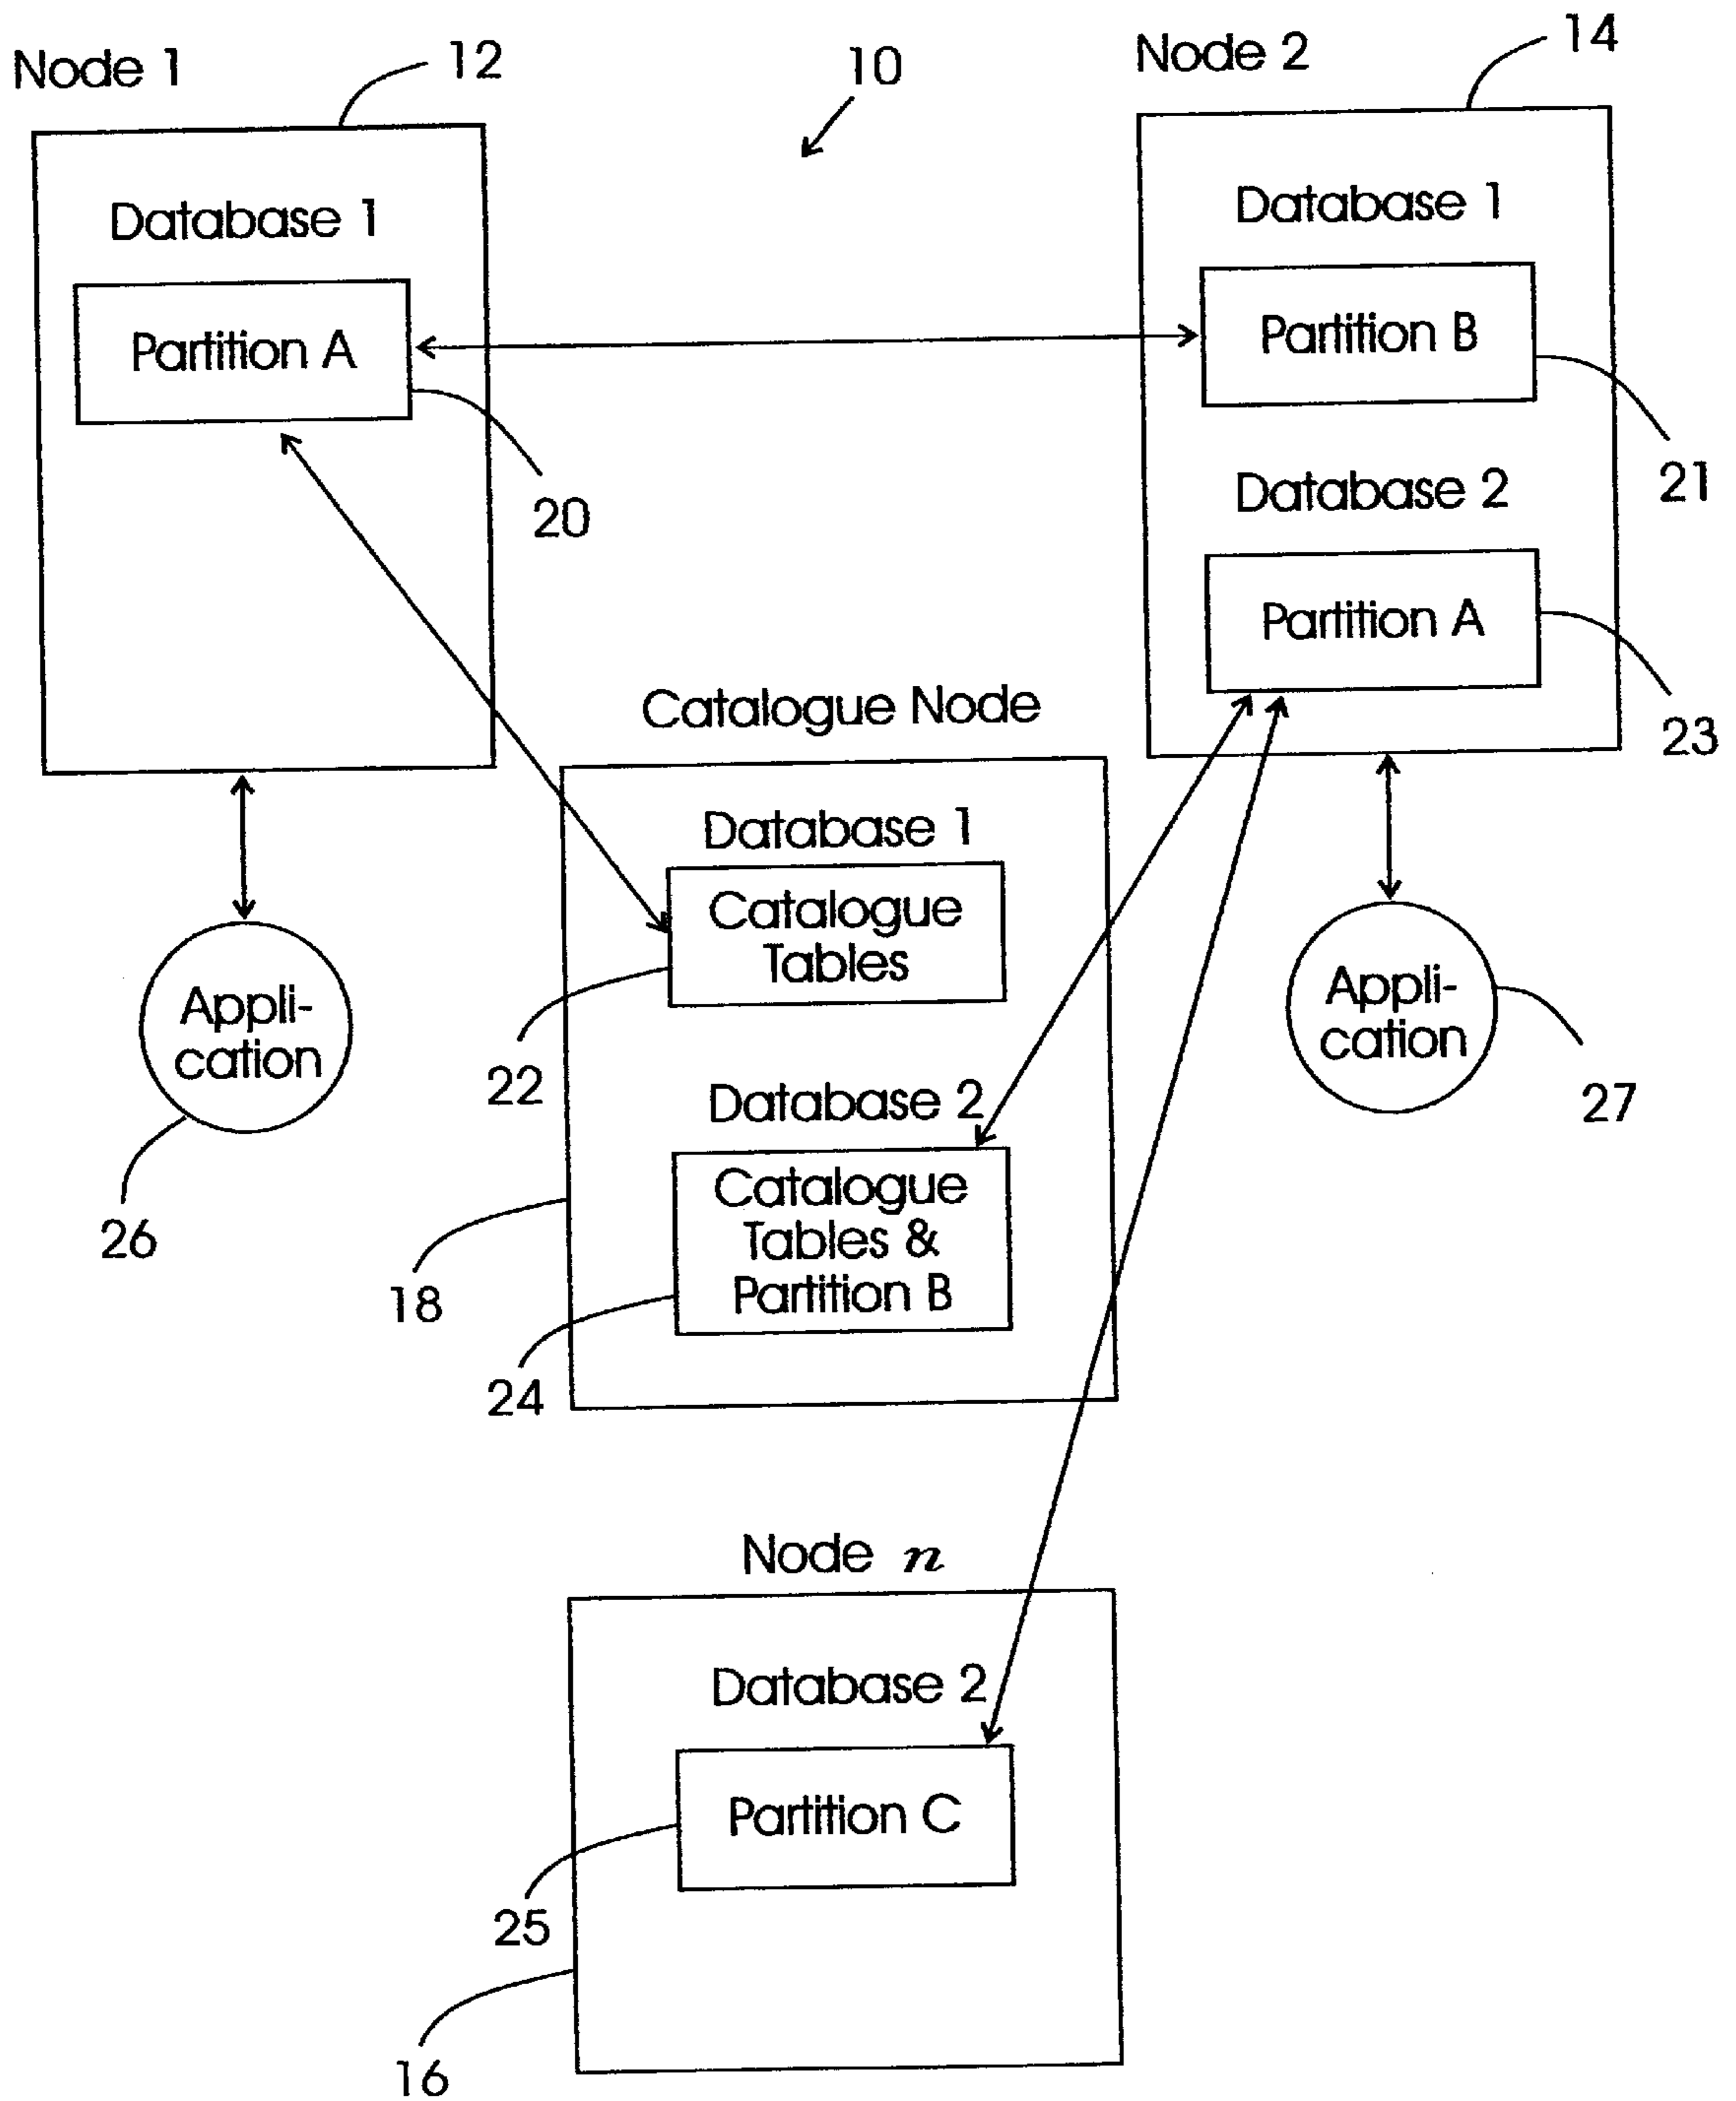 Node 1
12
10
Node 2
14
Database 1
Partition A
20
Database 1
Partition B
21
Database 2
Partition A
23
Catalogue Node
Database 1
Catalogue
Tables
22
Database 2
Catalogue
Tables &
Partition B
24
18
Appli-
cation
26
Appli-
cation
27
Node n
Database 2
Partition C
25
16